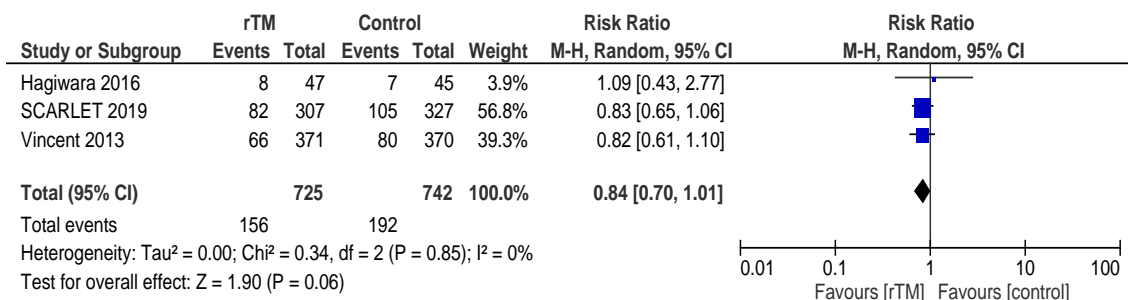 rTM Control Risk Ratio Risk Ratio
Study or Subgroup Events Total Events Total Weight M-H, Random, 95% CI M-H, Random, 95% CI
Hagiwara 2016 8 47 7 45 3.9% 1.09 [0.43, 2.77]
SCARLET 2019 82 307 105 327 56.8% 0.83 [0.65, 1.06]
Vincent 2013 66 371 80 370 39.3% 0.82 [0.61, 1.10]
Total (95% CI) 725 742 100.0% 0.84 [0.70, 1.01]
Total events 156 192
Heterogeneity: Tau² = 0.00; Chi² = 0.34, df = 2 (P = 0.85); I² = 0%
Test for overall effect: Z = 1.90 (P = 0.06)
0.01 0.1 1 10 100
Favours [rTM] Favours [control]